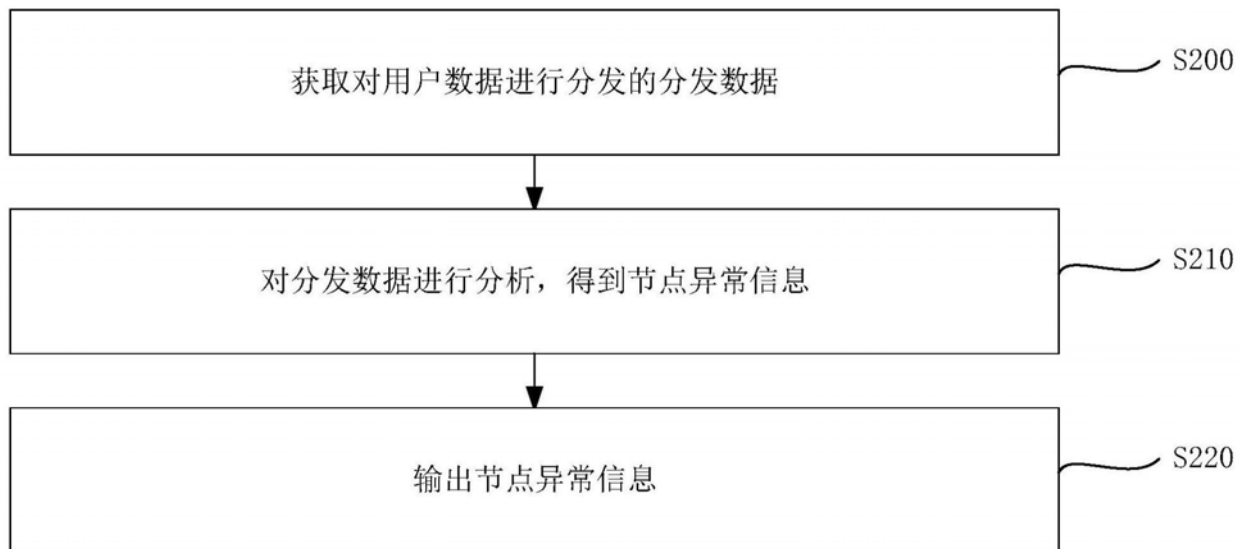 获取对用户数据进行分发的分发数据
S200
对分发数据进行分析，得到节点异常信息
S210
输出节点异常信息
S220